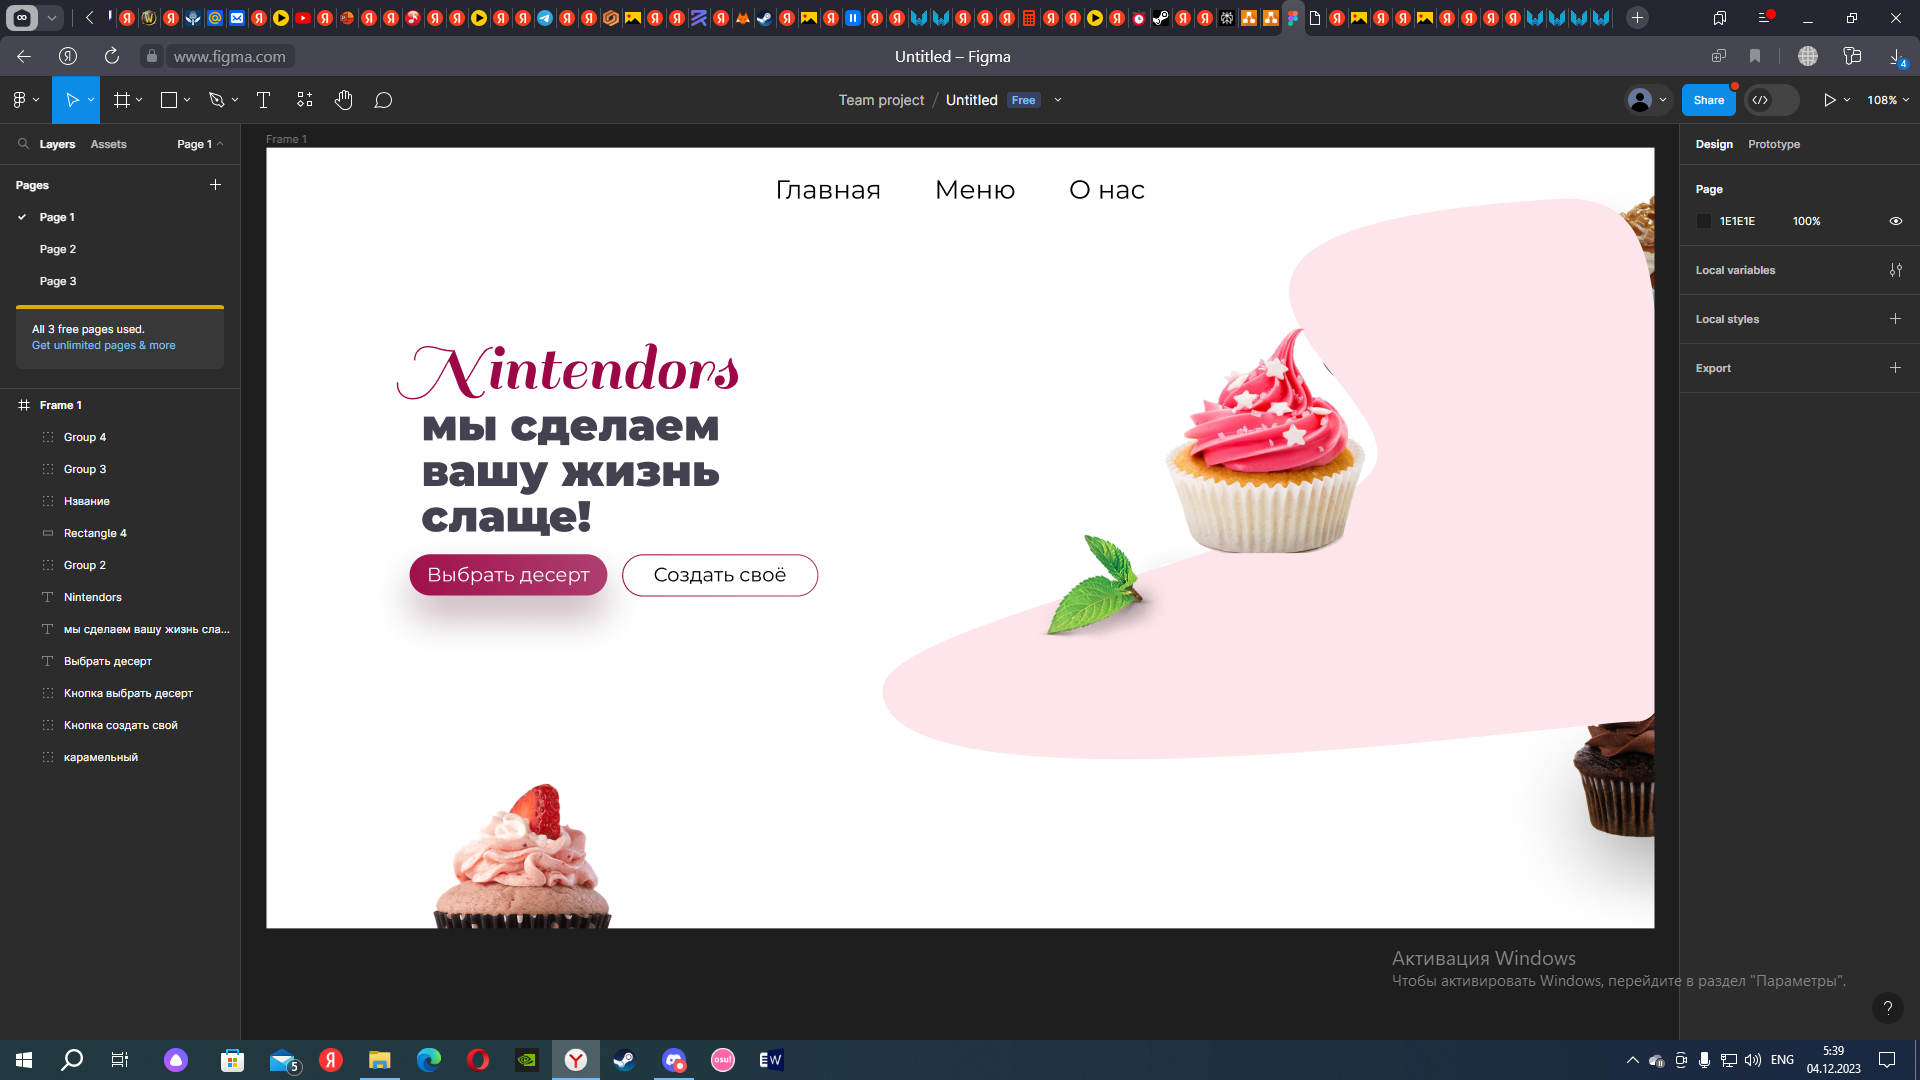 www.figma.com
Untitled – Figma
4
Team project / Untitled Free
Share
108%
Layers Assets Page 1
Pages
Page 1
Page 2
Page 3
All 3 free pages used.
Get unlimited pages & more
Frame 1
Group 4
Group 3
Нзвание
Rectangle 4
Group 2
Nintendors
мы сделаем вашу жизнь сла...
Выбрать десерт
Кнопка выбрать десерт
Кнопка создать свой
карамельный
Frame 1
Главная Меню О нас
Nintendors
мы сделаем
вашу жизнь
слаще!
Выбрать десерт Создать своё
Design Prototype
Page
1E1E1E 100%
Local variables
Local styles
Export
Активация Windows
Чтобы активировать Windows, перейдите в раздел "Параметры".
?
5
osu!
ENG
5:39
04.12.2023